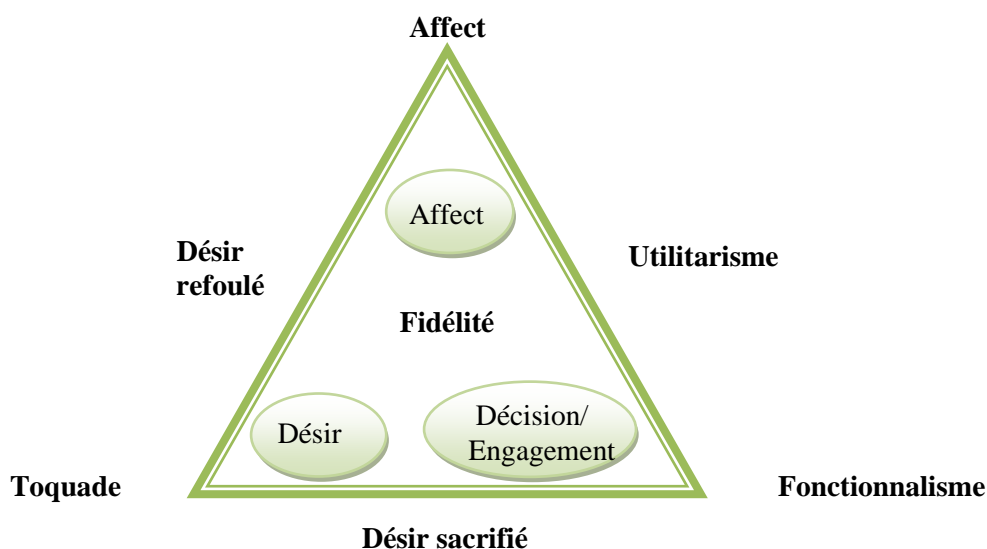 Affect
Affect
Désir
refoulé
Utilitarisme
Fidélité
Désir
Décision/
Engagement
Toquade
Fonctionnalisme
Désir sacrifié